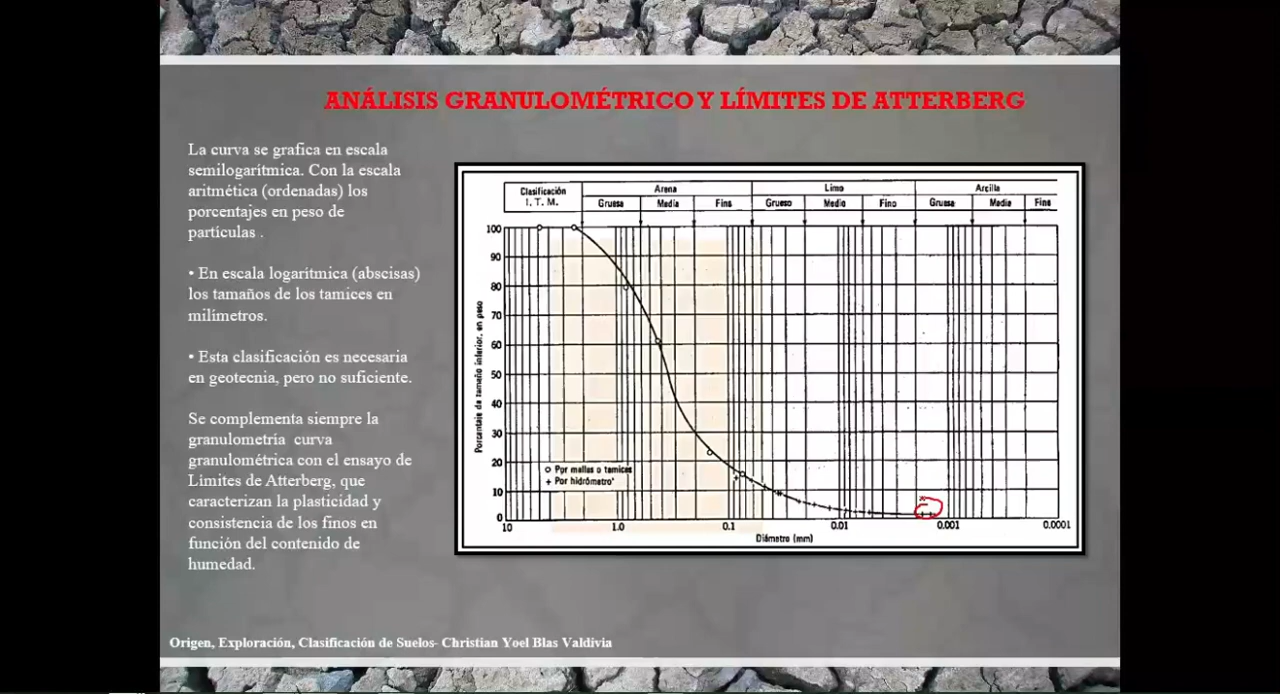 ANÁLISIS GRANULOMÉTRICO Y LÍMITES DE ATTERBERG
La curva se grafica en escala
semilogarítmica. Con la escala
aritmética (ordenadas) los
porcentajes en peso de
partículas .
• En escala logarítmica (abscisas)
los tamaños de los tamices en
milímetros.
• Esta clasificación es necesaria
en geotecnia, pero no suficiente.
Se complementa siempre la
granulometría curva
granulométrica con el ensayo de
Límites de Atterberg, que
caracterizan la plasticidad y
consistencia de los finos en
función del contenido de
humedad.
Clasificación
I. T. M.
Arena
Limo
Arcilla
Gruesa
Media
Fina
Grueso
Medio
Fino
Gruesa
Media
Fina
Porcentaje de tamaño inferior, en peso
100
90
80
70
60
50
40
30
20
10
0
o Por mallas o tamices
+ Por hidrómetro
10
1.0
0.1
0.01
0.001
0.0001
Diámetro (mm)
Origen, Exploración, Clasificación de Suelos- Christian Yoel Blas Valdivia